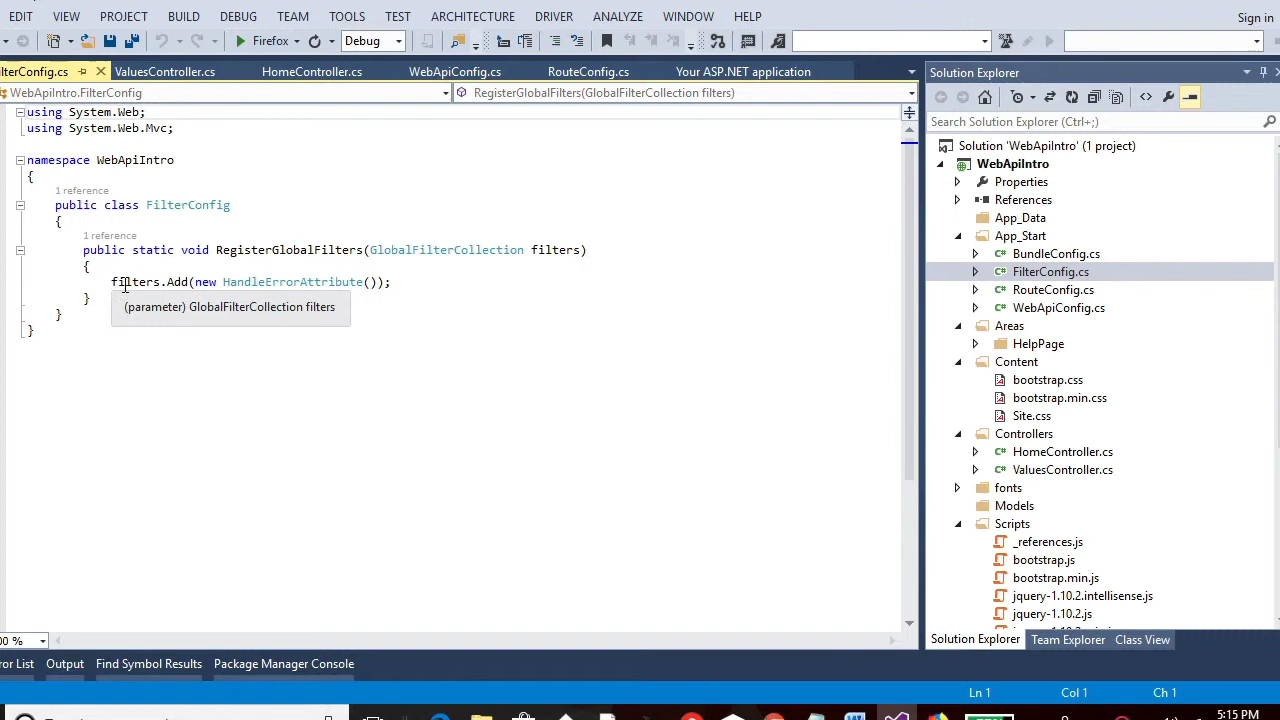 EDIT VIEW PROJECT BUILD DEBUG TEAM TOOLS TEST ARCHITECTURE DRIVER ANALYZE WINDOW HELP
Sign in
Firefox Debug
lterConfig.cs ValuesController.cs HomeController.cs WebApiConfig.cs RouteConfig.cs Your ASP.NET application
WebApiIntro.FilterConfig RegisterGlobalFilters(GlobalFilterCollection filters)
using System.Web;
using System.Web.Mvc;
namespace WebApiIntro
{
1 reference
public class FilterConfig
{
1 reference
public static void RegisterGlobalFilters(GlobalFilterCollection filters)
{
filters.Add(new HandleErrorAttribute());
}
(parameter) GlobalFilterCollection filters
}
}
00 %
Solution Explorer
Search Solution Explorer (Ctrl+;)
Solution 'WebApiIntro' (1 project)
WebApiIntro
Properties
References
App_Data
App_Start
BundleConfig.cs
FilterConfig.cs
RouteConfig.cs
WebApiConfig.cs
Areas
HelpPage
Content
bootstrap.css
bootstrap.min.css
Site.css
Controllers
HomeController.cs
ValuesController.cs
fonts
Models
Scripts
_references.js
bootstrap.js
bootstrap.min.js
jquery-1.10.2.intellisense.js
jquery-1.10.2.js
Solution Explorer Team Explorer Class View
ror List Output Find Symbol Results Package Manager Console
Ln 1 Col 1 Ch 1
5:15 PM